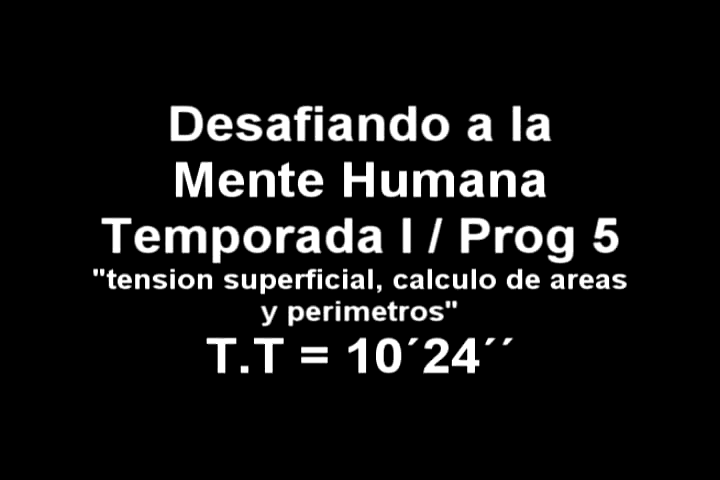 Desafiando a la
Mente Humana
Temporada I / Prog 5
"tension superficial, calculo de areas
y perimetros"
T.T = 10´24´´